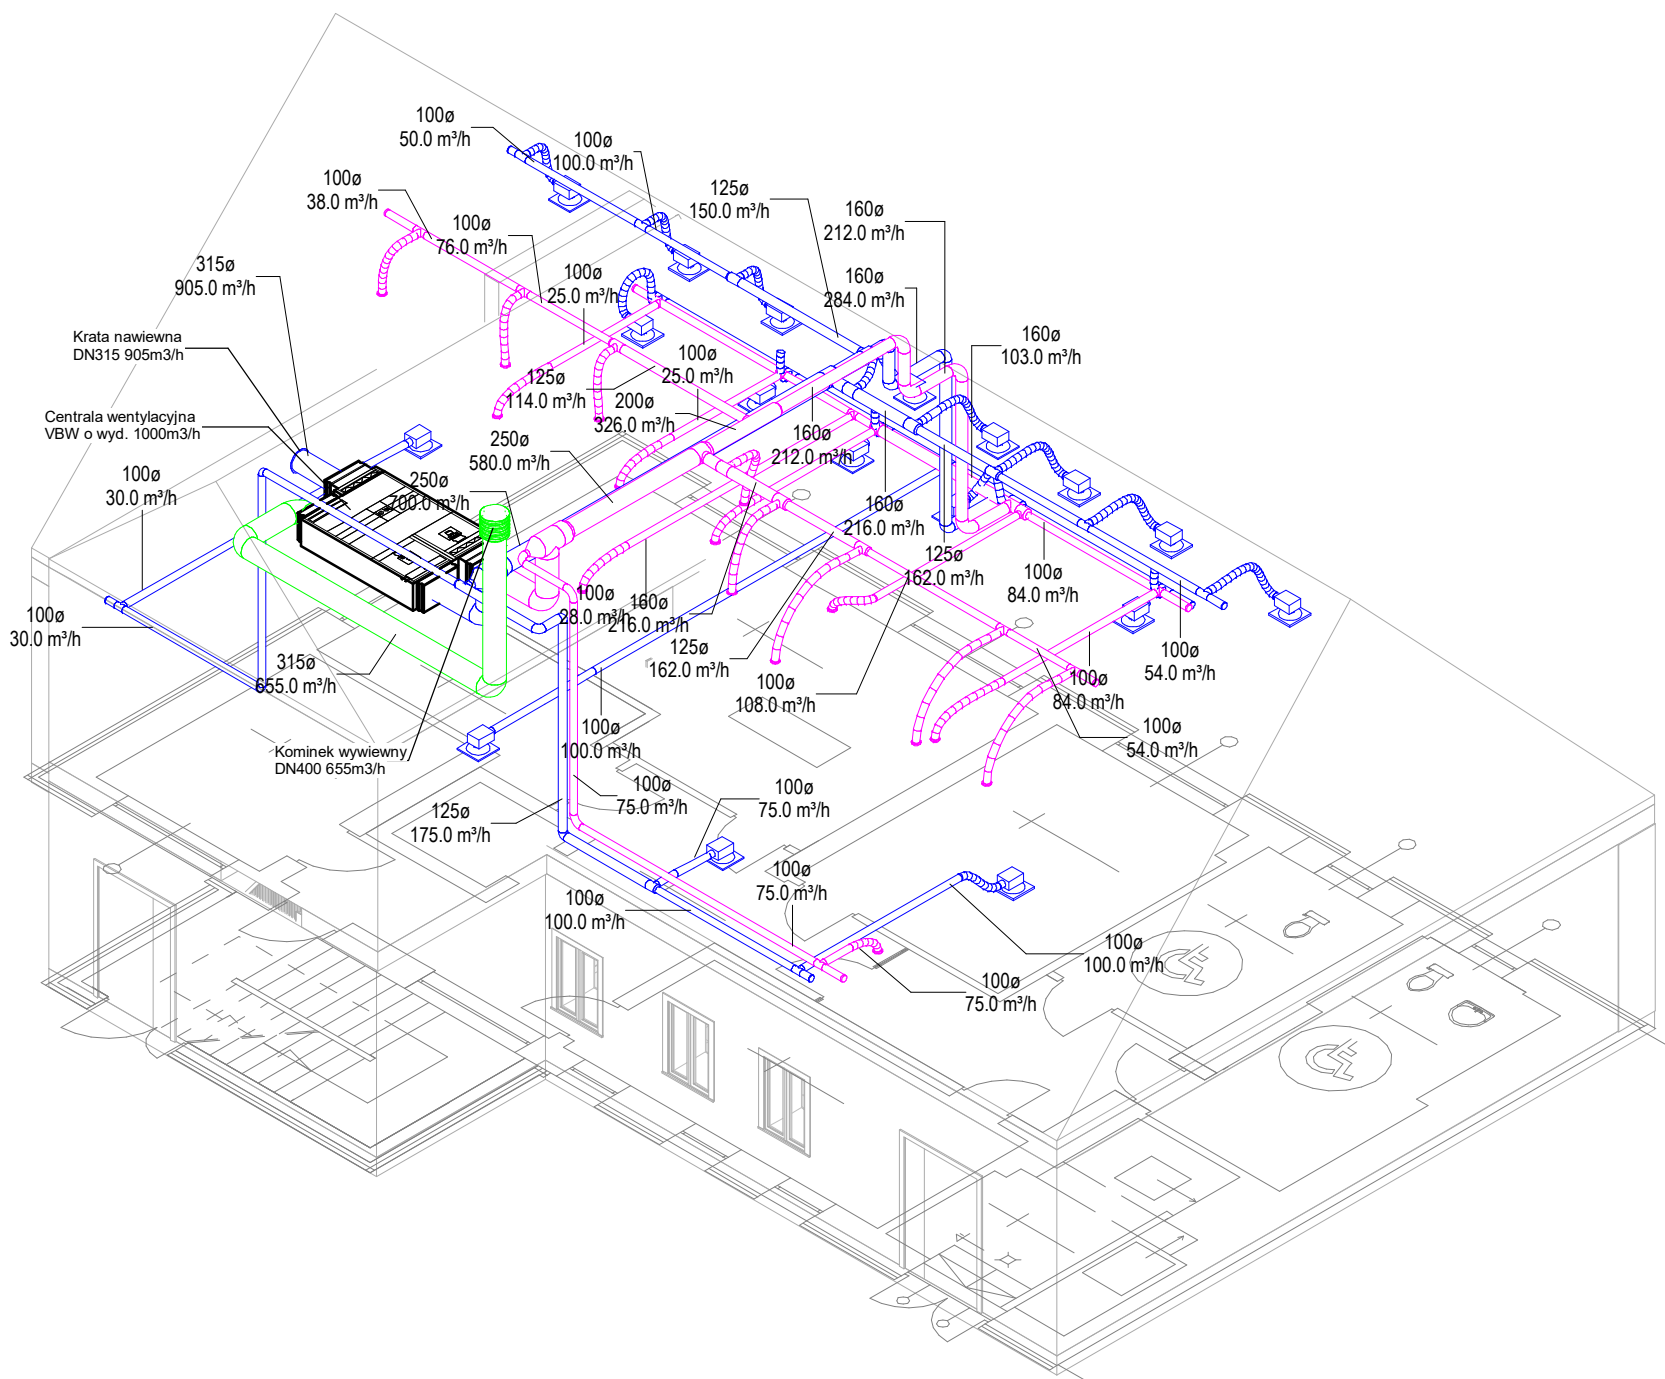 100ø
50.0 m³/h
100ø
100.0 m³/h
100ø
38.0 m³/h
125ø
150.0 m³/h
160ø
212.0 m³/h
100ø
76.0 m³/h
315ø
905.0 m³/h
100ø
25.0 m³/h
160ø
284.0 m³/h
160ø
103.0 m³/h
Krata nawiewna
DN315 905m3/h
100ø
25.0 m³/h
125ø
114.0 m³/h
200ø
326.0 m³/h
Centrala wentylacyjna
VBW o wyd. 1000m3/h
250ø
580.0 m³/h
160ø
212.0 m³/h
100ø
30.0 m³/h
250ø
700.0 m³/h
160ø
216.0 m³/h
125ø
162.0 m³/h
100ø
84.0 m³/h
100ø
28.0 m³/h
160ø
216.0 m³/h
100ø
30.0 m³/h
125ø
162.0 m³/h
100ø
54.0 m³/h
315ø
655.0 m³/h
100ø
108.0 m³/h
100ø
84.0 m³/h
100ø
54.0 m³/h
100ø
100.0 m³/h
Kominek wywiewny
DN400 655m3/h
100ø
75.0 m³/h
100ø
75.0 m³/h
125ø
175.0 m³/h
100ø
75.0 m³/h
100ø
100.0 m³/h
100ø
100.0 m³/h
100ø
75.0 m³/h